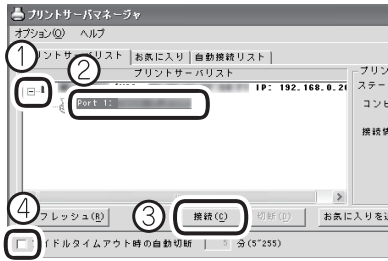 プリントサーバマネージャ
オプション(O) ヘルプ
リントサーバリスト お気に入り 自動接続リスト
① ②
プリントサーバリスト プリン
IP: 192.168.0.2 ステー
Port 1: コンピ
接続
④ フレッシュ(R) ③ 接続(C) 切断(D) お気に入りを
イドルタイムアウト時の自動切断 5 分(5~255)